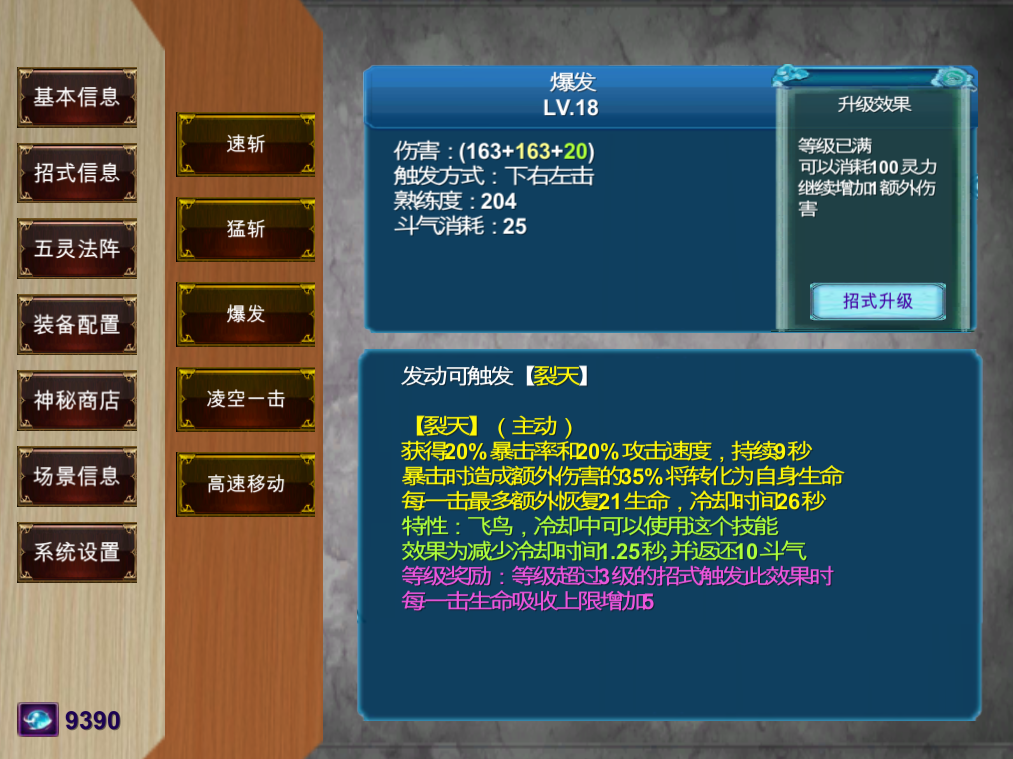 基本信息
招式信息
五灵法阵
装备配置
神秘商店
场景信息
系统设置
9390
速斩
猛斩
爆发
凌空一击
高速移动
爆发
LV.18
伤害：(163+163+20)
触发方式：下右左击
熟练度：204
斗气消耗：25
升级效果
等级已满
可以消耗100灵力
继续增加1额外伤
害
招式升级
发动可触发【裂天】
【裂天】（主动）
获得20%暴击率和20%攻击速度，持续9秒
暴击时造成额外伤害的35%将转化为自身生命
每一击最多额外恢复21生命，冷却时间26秒
特性：飞鸟，冷却中可以使用这个技能
效果为减少冷却时间1.25秒,并返还10斗气
等级奖励：等级超过3级的招式触发此效果时
每一击生命吸收上限增加5